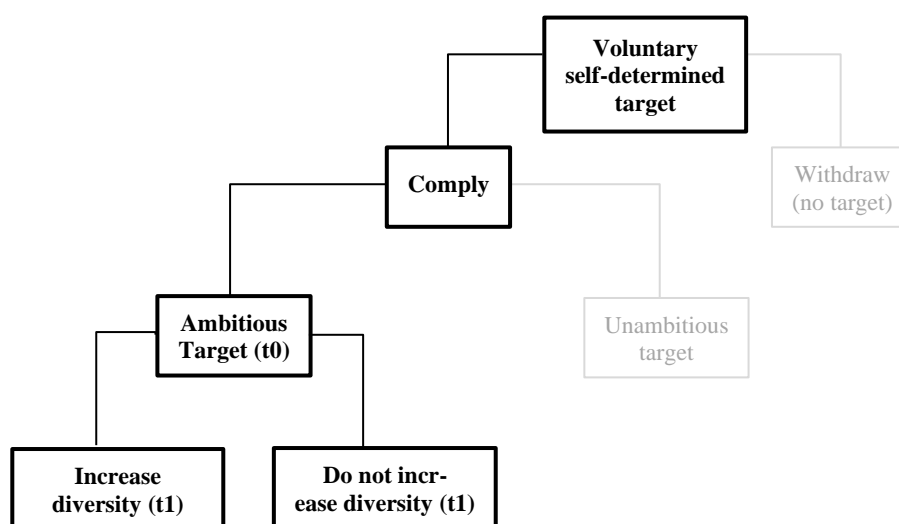 Voluntary
self-determined
target
Comply
Withdraw
(no target)
Ambitious
Target (t0)
Unambitious
target
Increase
diversity (t1)
Do not incr-
ease diversity (t1)